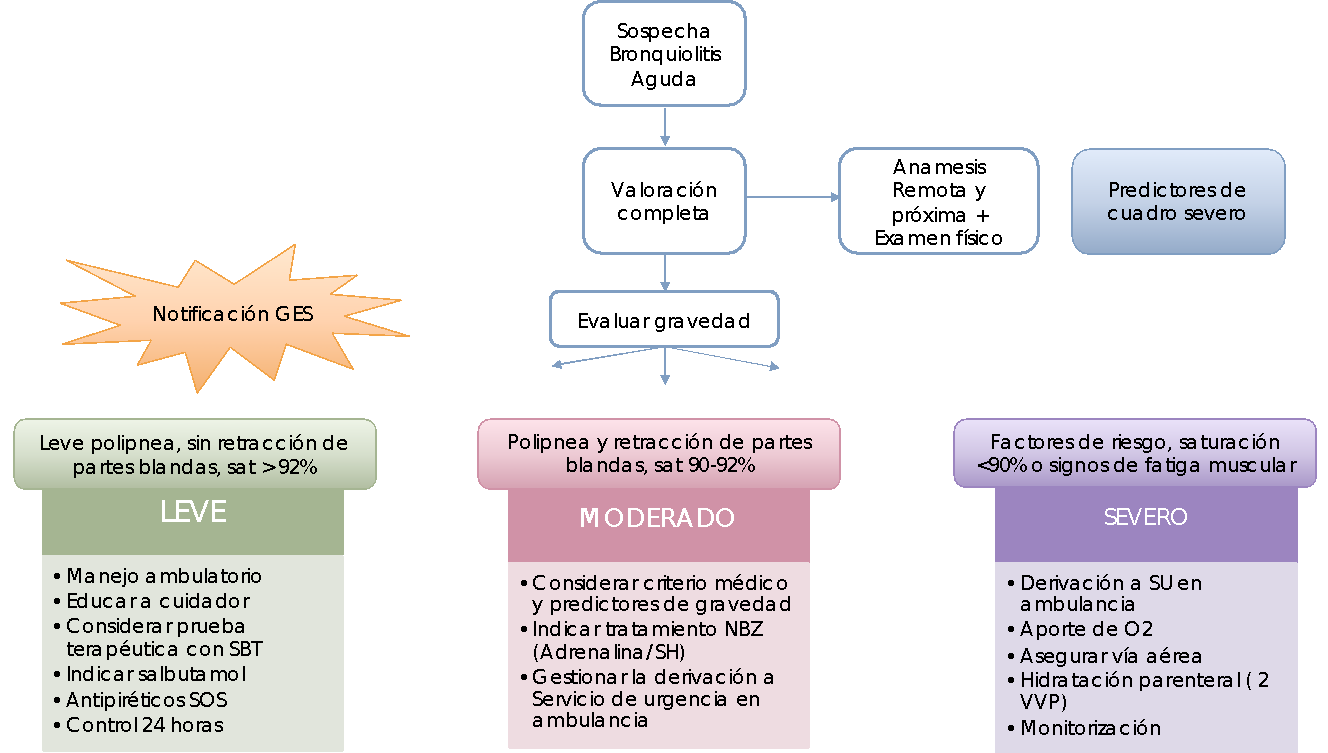 Sospecha
Bronquiolitis
Aguda
Valoración
completa
Anamesis
Remota y
próxima +
Examen físico
Predictores de
cuadro severo
Notificación GES
Evaluar gravedad
Leve polipnea, sin retracción de
partes blandas, sat >92%
LEVE
• Manejo ambulatorio
• Educar a cuidador
• Considerar prueba
terapéutica con SBT
• Indicar salbutamol
• Antipiréticos SOS
• Control 24 horas
Polipnea y retracción de partes
blandas, sat 90-92%
MODERADO
• Considerar criterio médico
y predictores de gravedad
• Indicar tratamiento NBZ
(Adrenalina/SH)
• Gestionar la derivación a
Servicio de urgencia en
ambulancia
Factores de riesgo, saturación
<90% o signos de fatiga muscular
SEVERO
• Derivación a SU en
ambulancia
• Aporte de O2
• Asegurar vía aérea
• Hidratación parenteral ( 2
VVP)
• Monitorización